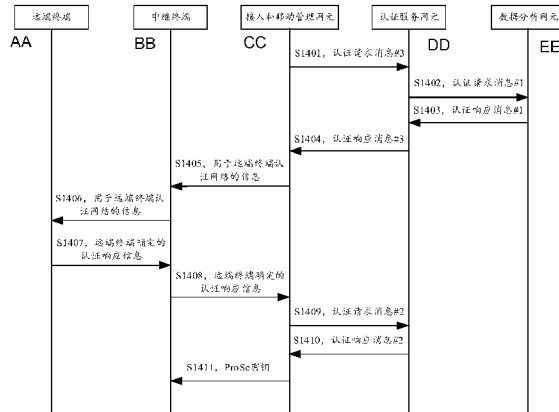 远端终端
中继终端
接入和移动管理网元
认证服务网元
数据分析网元
AA
BB
CC
DD
EE
S1401, 认证请求消息#3
S1402, 认证请求消息#1
S1403, 认证响应消息#1
S1404, 认证响应消息#3
S1405, 用于远端终端认
证网络的信息
S1406, 用于远端终端认
证网络的信息
S1407, 远端终端确定的
认证响应信息
S1408, 远端终端确定的
认证响应信息
S1409, 认证请求消息#2
S1410, 认证响应消息#2
S1411, ProSe密钥